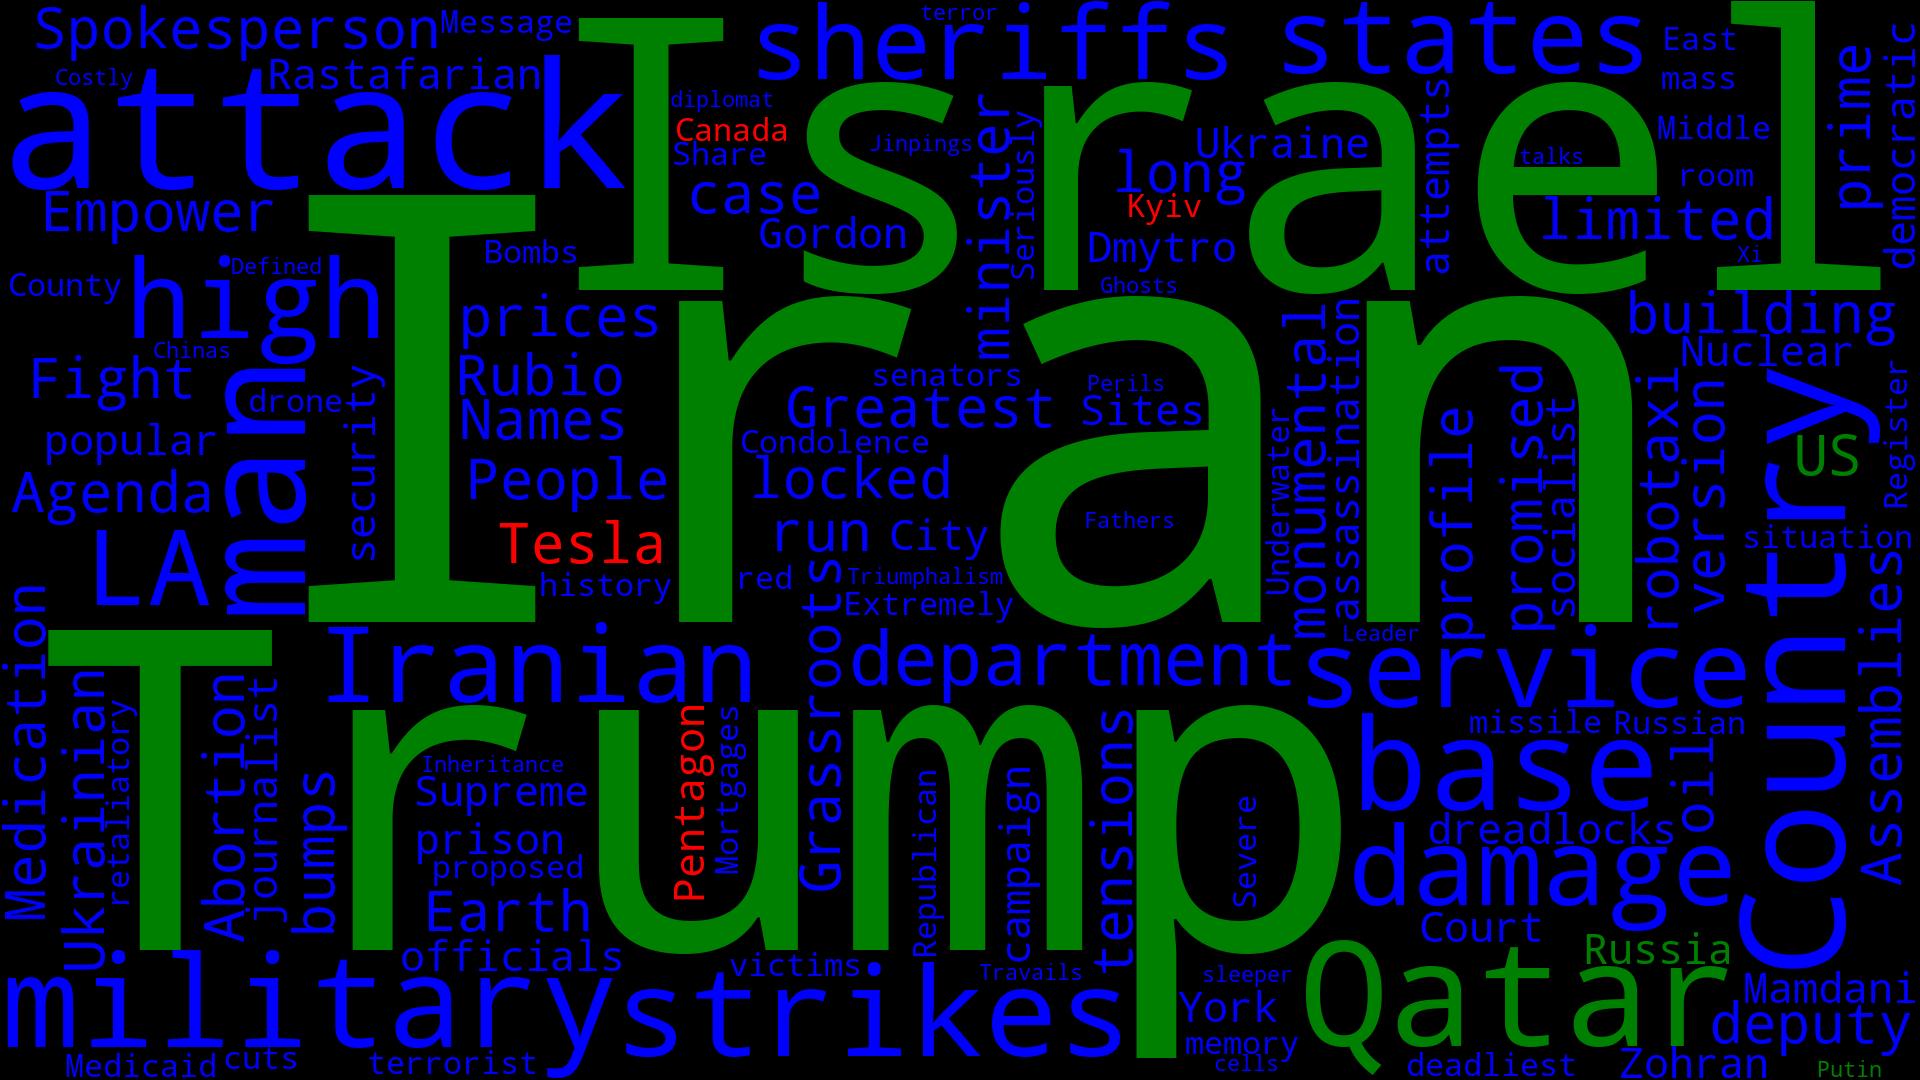 Spokesperson
Message
terror
sheriffs
states
East
mass
Costly
Rastafarian
attack
Israel
diplomat
Canada
Share
case
Gordon
Jinpings
minister
Seriously
Ukraine
long
Kyiv
Dmytro
Ghosts
attempts
talks
Middle
room
limited
Xi
prime
democratic
Empower
Bombs
County
Defined
high
Chinas
Fight
drone
many
popular
Agenda
security
LA
Iran
prices
Rubio
Names
People
Tesla
history
senators
Greatest
Perils
Sites
Condolence
locked
run
City
Fathers
red
Triumphalism
Extremely
Underwater
monumental
assassination
profile
promised
socialist
robotaxi
version
building
Nuclear
US
Register
situation
Country
Leader
Medication
Ukrainian
retaliatory
Trump
Iranian
Abortion
journalist
bumps
Inheritance
Supreme
prison
proposed
Earth
officials
Pentagon
Mortgages
Grassroots
department
Republican
campaign
tensions
Severe
service
missile
Russian
base
oil
dreadlocks
damage
Assemblies
Court
Russia
Qatar
Mamdani
deputy
military
strikes
victims
Travails
sleeper
York
memory
cells
Medicaid
cuts
terrorist
deadliest
Zohran
Putin